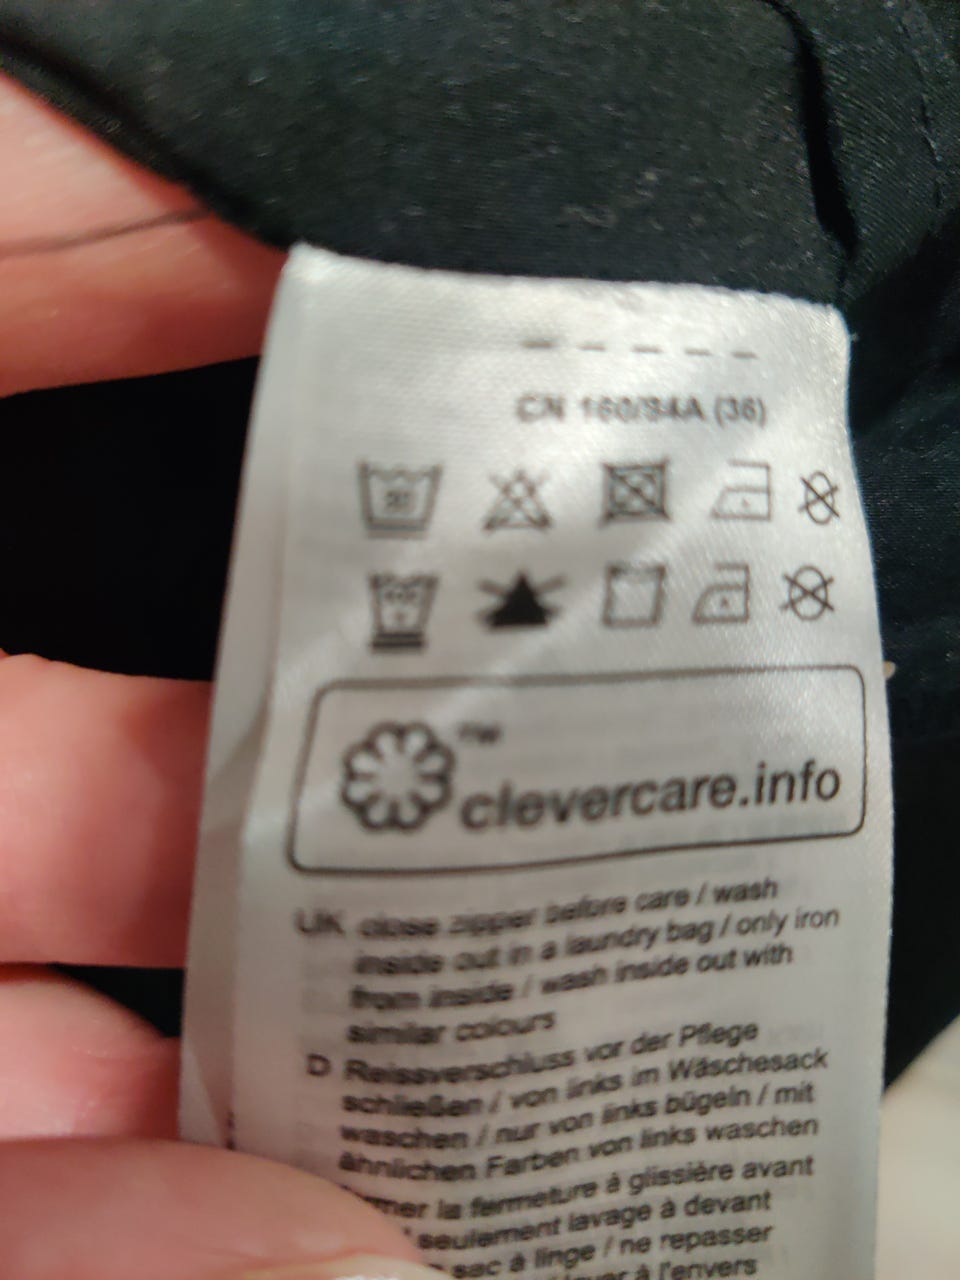 CN 160/84A (36)
30
™
clevercare.info
UK close zipper before care / wash
inside out in a laundry bag / only iron
from inside / wash inside out with
similar colours
D Reissverschluss vor der Pflege
schließen / von links im Wäschesack
waschen / nur von links bügeln / mit
ähnlichen Farben von links waschen
la fermeture à glissière avant
seulement lavage à devant
sac à linge / ne repasser
à l'envers